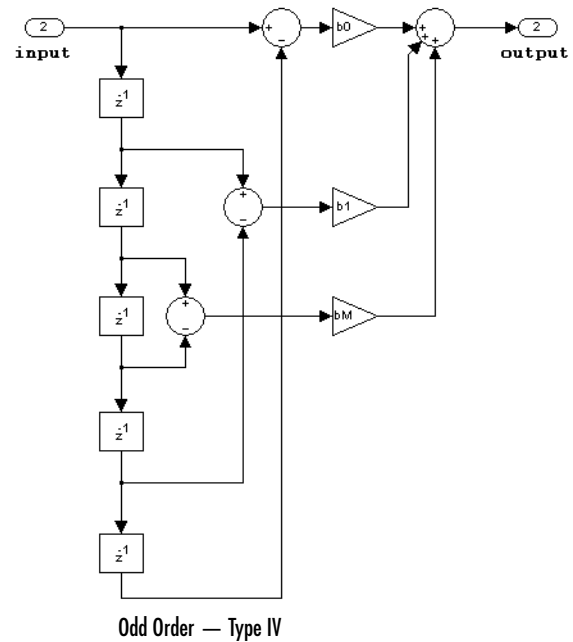 2
input
+
-
b0
+
+
+
2
output
z-1
z-1
+
-
b1
z-1
+
-
bM
z-1
z-1
Odd Order — Type IV